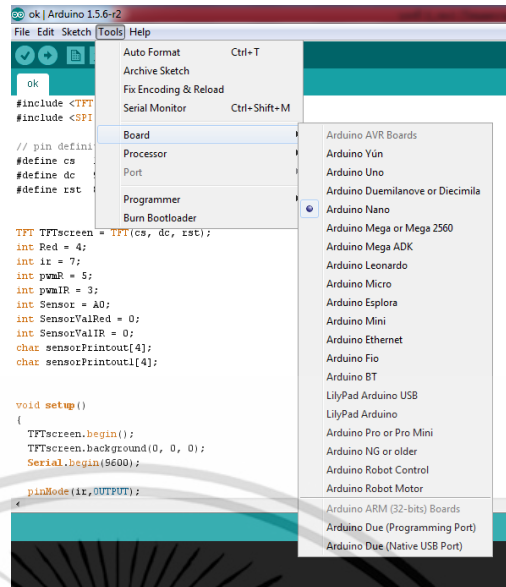 ok | Arduino 1.5.6-r2
File Edit Sketch Tools Help
ok
Auto Format Ctrl+T
Archive Sketch
Fix Encoding & Reload
Serial Monitor Ctrl+Shift+M
Board
Processor
Port
Programmer
Burn Bootloader
Arduino AVR Boards
Arduino Yún
Arduino Uno
Arduino Duemilanove or Diecimila
Arduino Nano
Arduino Mega or Mega 2560
Arduino Mega ADK
Arduino Leonardo
Arduino Micro
Arduino Esplora
Arduino Mini
Arduino Ethernet
Arduino Fio
Arduino BT
LilyPad Arduino USB
LilyPad Arduino
Arduino Pro or Pro Mini
Arduino NG or older
Arduino Robot Control
Arduino Robot Motor
Arduino ARM (32-bits) Boards
Arduino Due (Programming Port)
Arduino Due (Native USB Port)
#include <TFT
#include <SPI
// pin defini
#define cs
#define dc
#define rst
TFT TFTscreen = TFT(cs, dc, rst);
int Red = 4;
int ir = 7;
int pwmR = 5;
int pwmIR = 3;
int Sensor = A0;
int SensorValRed = 0;
int SensorValIR = 0;
char sensorPrintout[4];
char sensorPrintout1[4];
void setup()
{
TFTscreen.begin();
TFTscreen.background(0, 0, 0);
Serial.begin(9600);
pinMode(ir,OUTPUT);